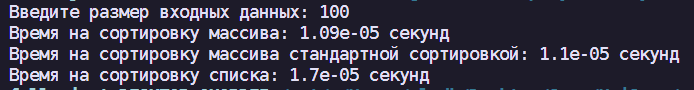 Введите размер входных данных: 100
Время на сортировку массива: 1.09e-05 секунд
Время на сортировку массива стандартной сортировкой: 1.1e-05 секунд
Время на сортировку списка: 1.7e-05 секунд